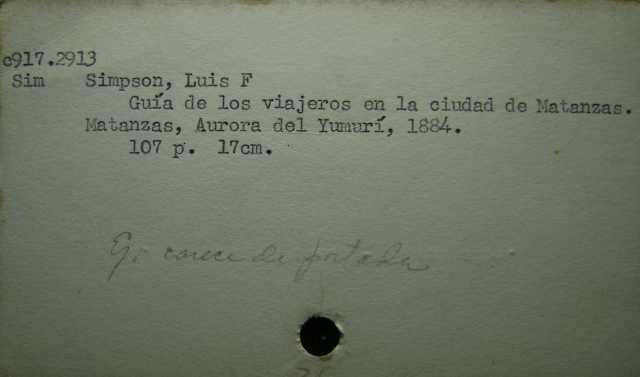 c917.2913
Sim Simpson, Luis F
Guía de los viajeros en la ciudad de Matanzas.
Matanzas, Aurora del Yumurí, 1884.
107 p. 17cm.
Ej. carece de portada